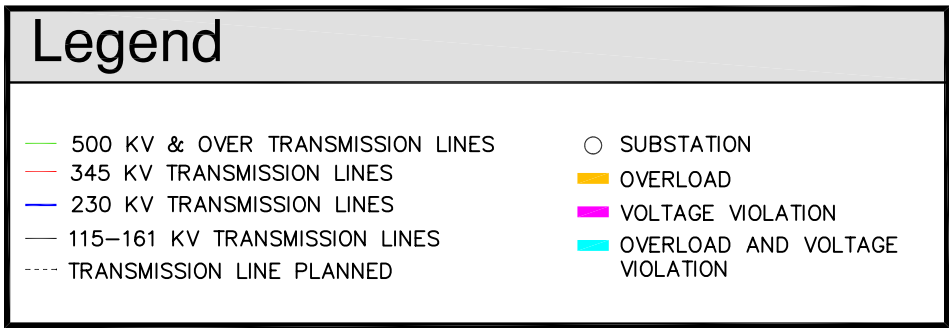 Legend
500 KV & OVER TRANSMISSION LINES
345 KV TRANSMISSION LINES
230 KV TRANSMISSION LINES
115-161 KV TRANSMISSION LINES
TRANSMISSION LINE PLANNED
SUBSTATION
OVERLOAD
VOLTAGE VIOLATION
OVERLOAD AND VOLTAGE
VIOLATION